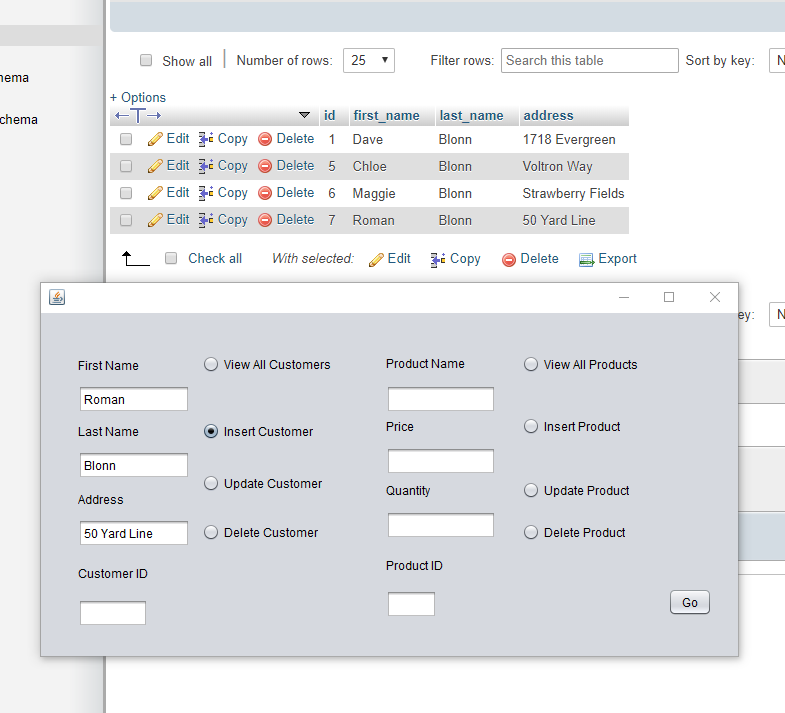 Show all Number of rows: 25 Filter rows: Search this table Sort by key: N
hema
+ Options
chema
id first_name last_name address
Edit Copy Delete 1 Dave Blonn 1718 Evergreen
Edit Copy Delete 5 Chloe Blonn Voltron Way
Edit Copy Delete 6 Maggie Blonn Strawberry Fields
Edit Copy Delete 7 Roman Blonn 50 Yard Line
Check all With selected: Edit Copy Delete Export
ey: N
First Name View All Customers Product Name View All Products
Roman
Last Name Insert Customer Price Insert Product
Blonn
Update Customer Quantity Update Product
Address
50 Yard Line Delete Customer Delete Product
Customer ID Product ID
Go